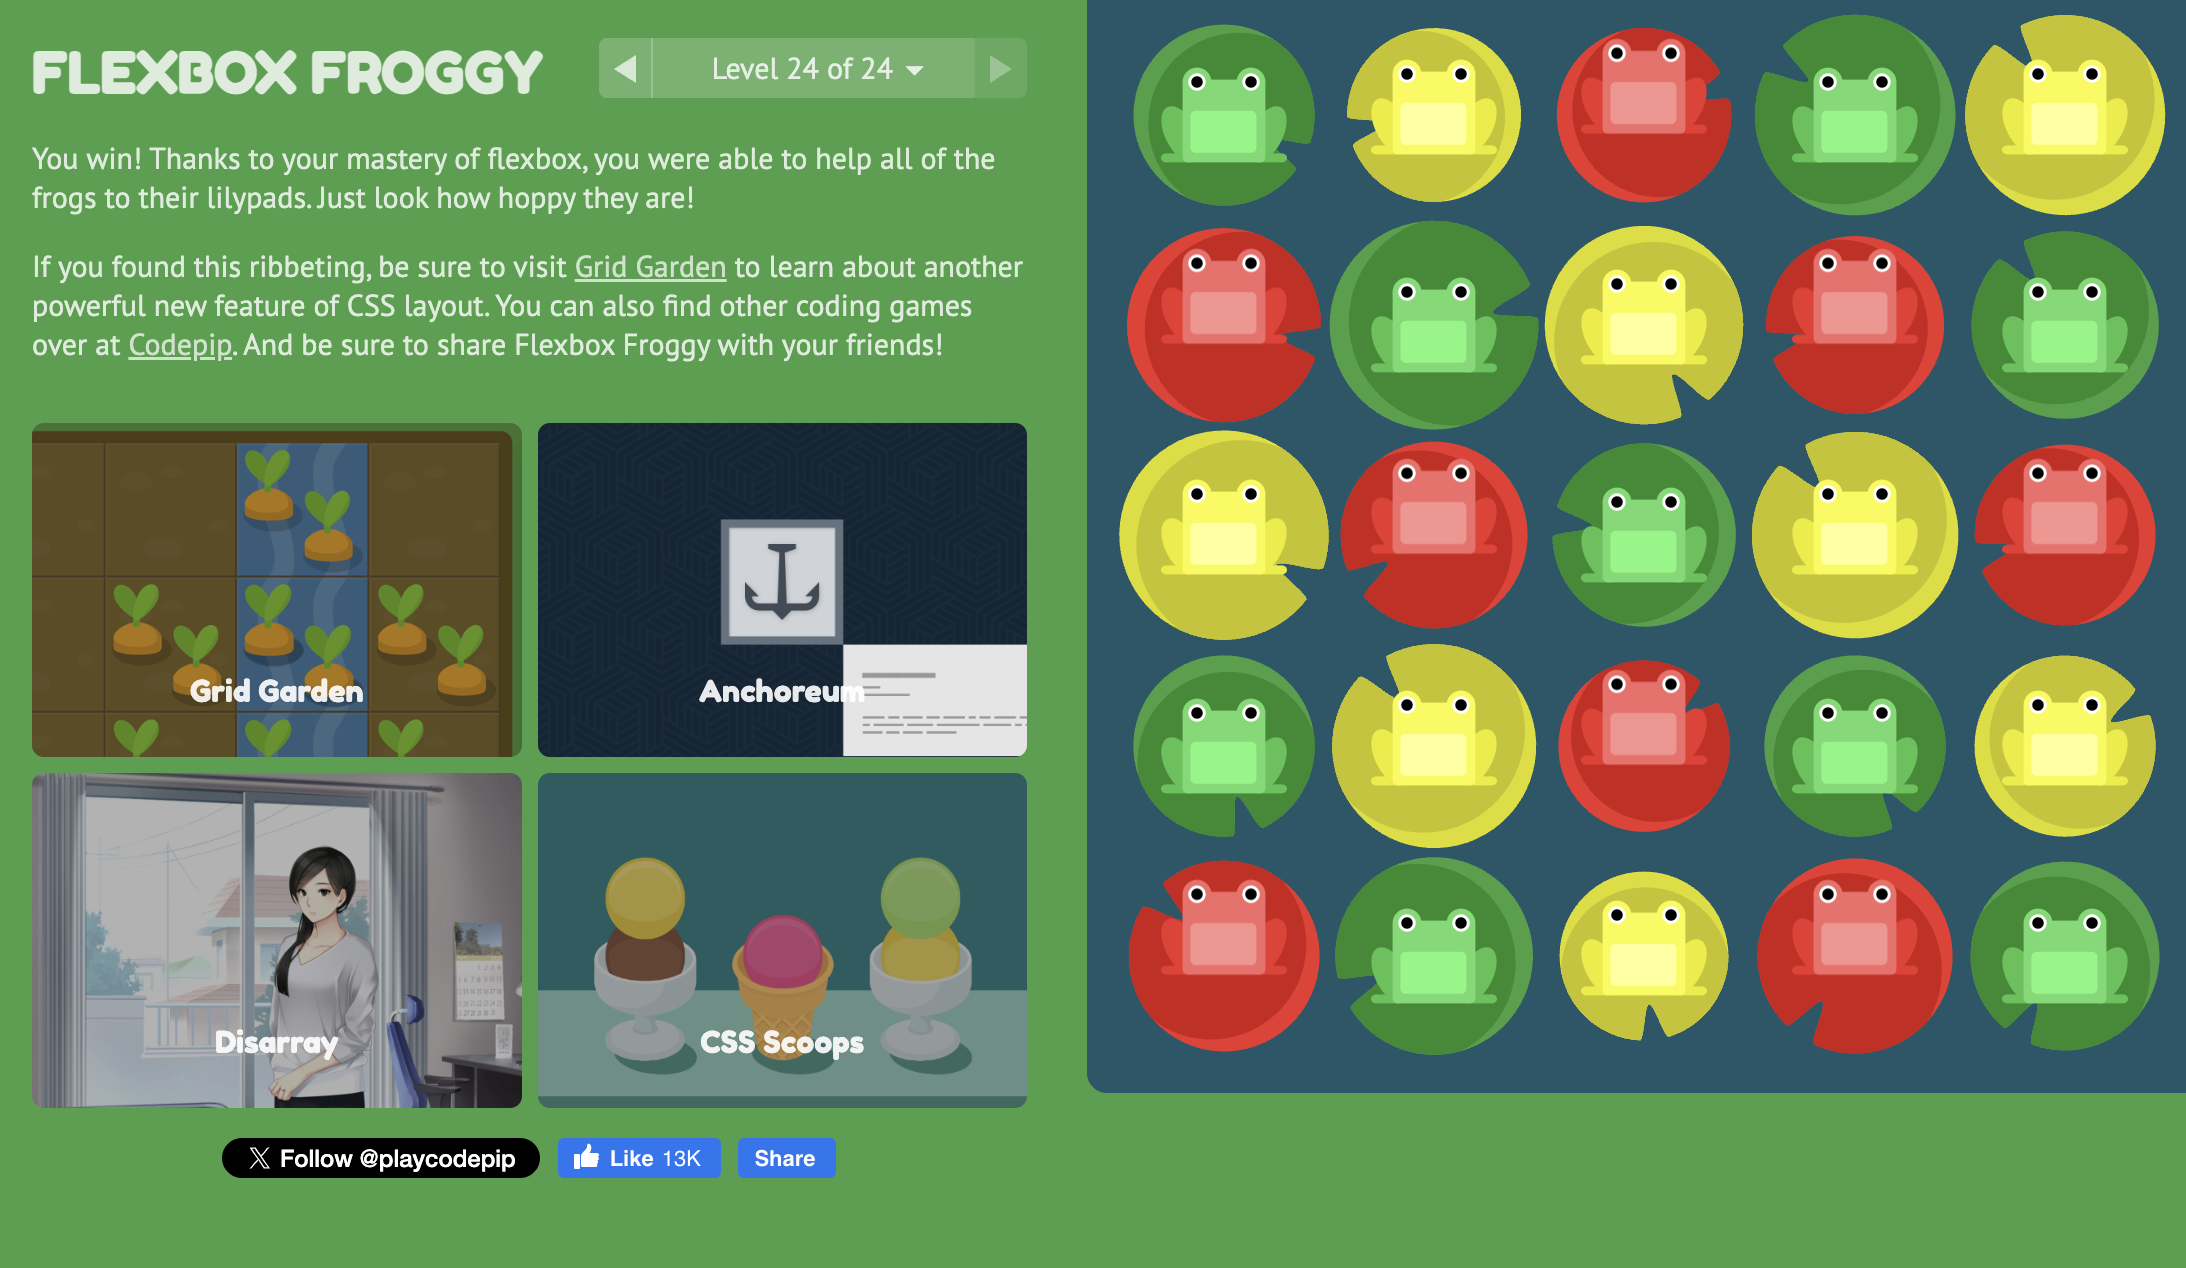 FLEXBOX FROGGY
Level 24 of 24
You win! Thanks to your mastery of flexbox, you were able to help all of the
frogs to their lilypads. Just look how hoppy they are!
If you found this ribbeting, be sure to visit Grid Garden to learn about another
powerful new feature of CSS layout. You can also find other coding games
over at Codepip. And be sure to share Flexbox Froggy with your friends!
Grid Garden
Anchoreum
Disarray
CSS Scoops
Follow @playcodepip
Like 13K
Share